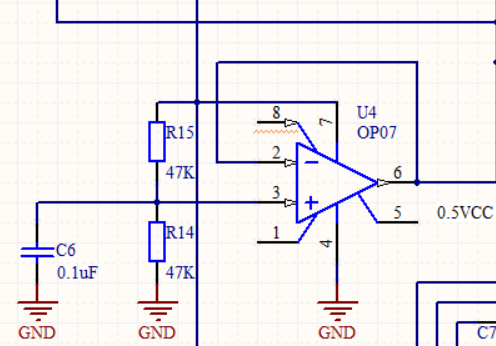 U4
OP07
8
7
R15
2
47K
6
3
5
0.5VCC
1
4
R14
C6
0.1uF
47K
GND
GND
GND
C7